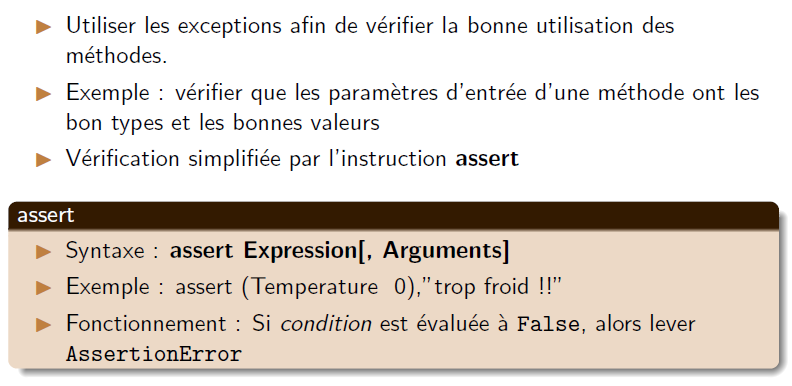 Utiliser les exceptions afin de vérifier la bonne utilisation des
méthodes.
Exemple : vérifier que les paramètres d'entrée d'une méthode ont les
bon types et les bonnes valeurs
Vérification simplifiée par l'instruction assert
assert
Syntaxe : assert Expression[, Arguments]
Exemple : assert (Temperature 0),"trop froid !!"
Fonctionnement : Si condition est évaluée à False, alors lever
AssertionError